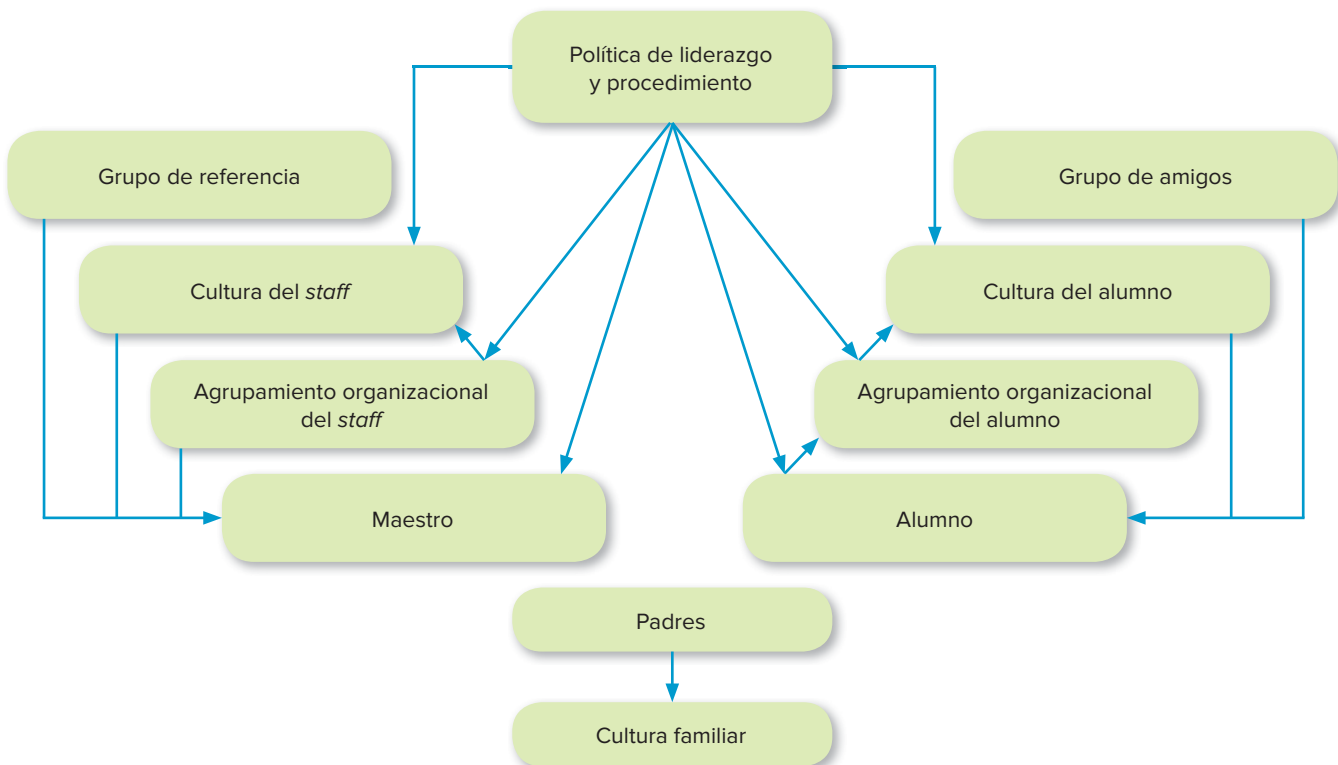 Política de liderazgo
y procedimiento
Grupo de referencia
Grupo de amigos
Cultura del staff
Cultura del alumno
Agrupamiento organizacional
del staff
Agrupamiento organizacional
del alumno
Maestro
Alumno
Padres
Cultura familiar